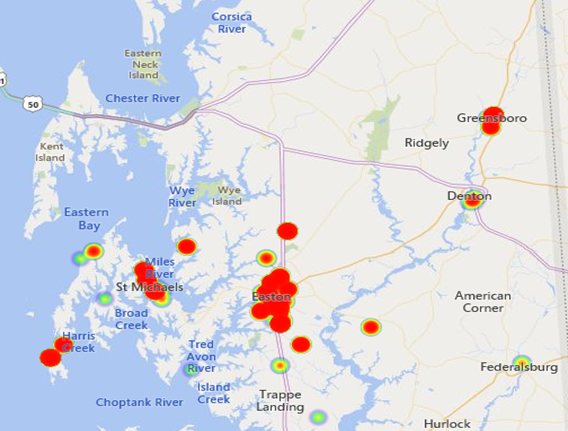 Corsica
River
Eastern
Neck
Island
Chester River
50
Greensboro
Kent
Island
Ridgely
Wye
River
Wye
Island
Denton
Eastern
Bay
Miles
River
St Michaels
Easton
American
Corner
Broad
Creek
Harris
Creek
Tred
Avon
River
Federalsburg
Island
Creek
Choptank River
Trappe
Landing
Hurlock